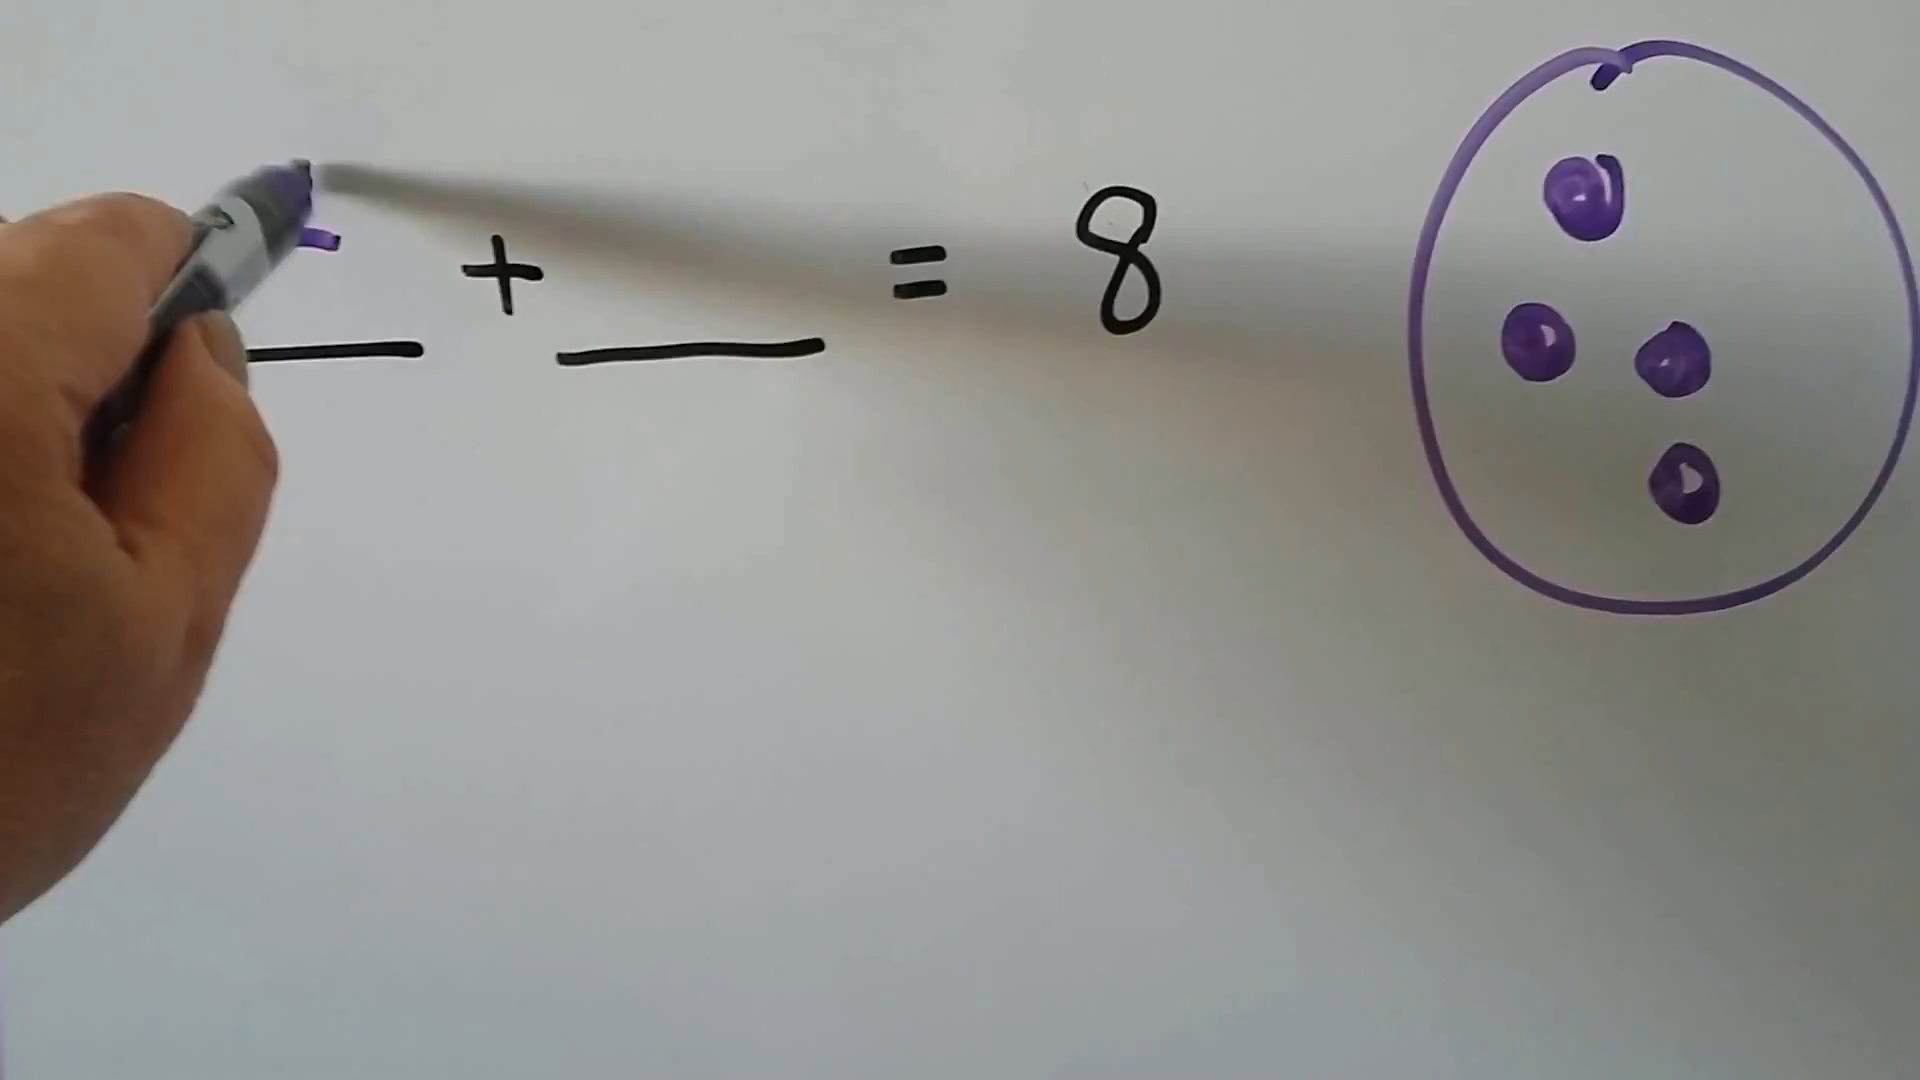 ___ + ___ = 8